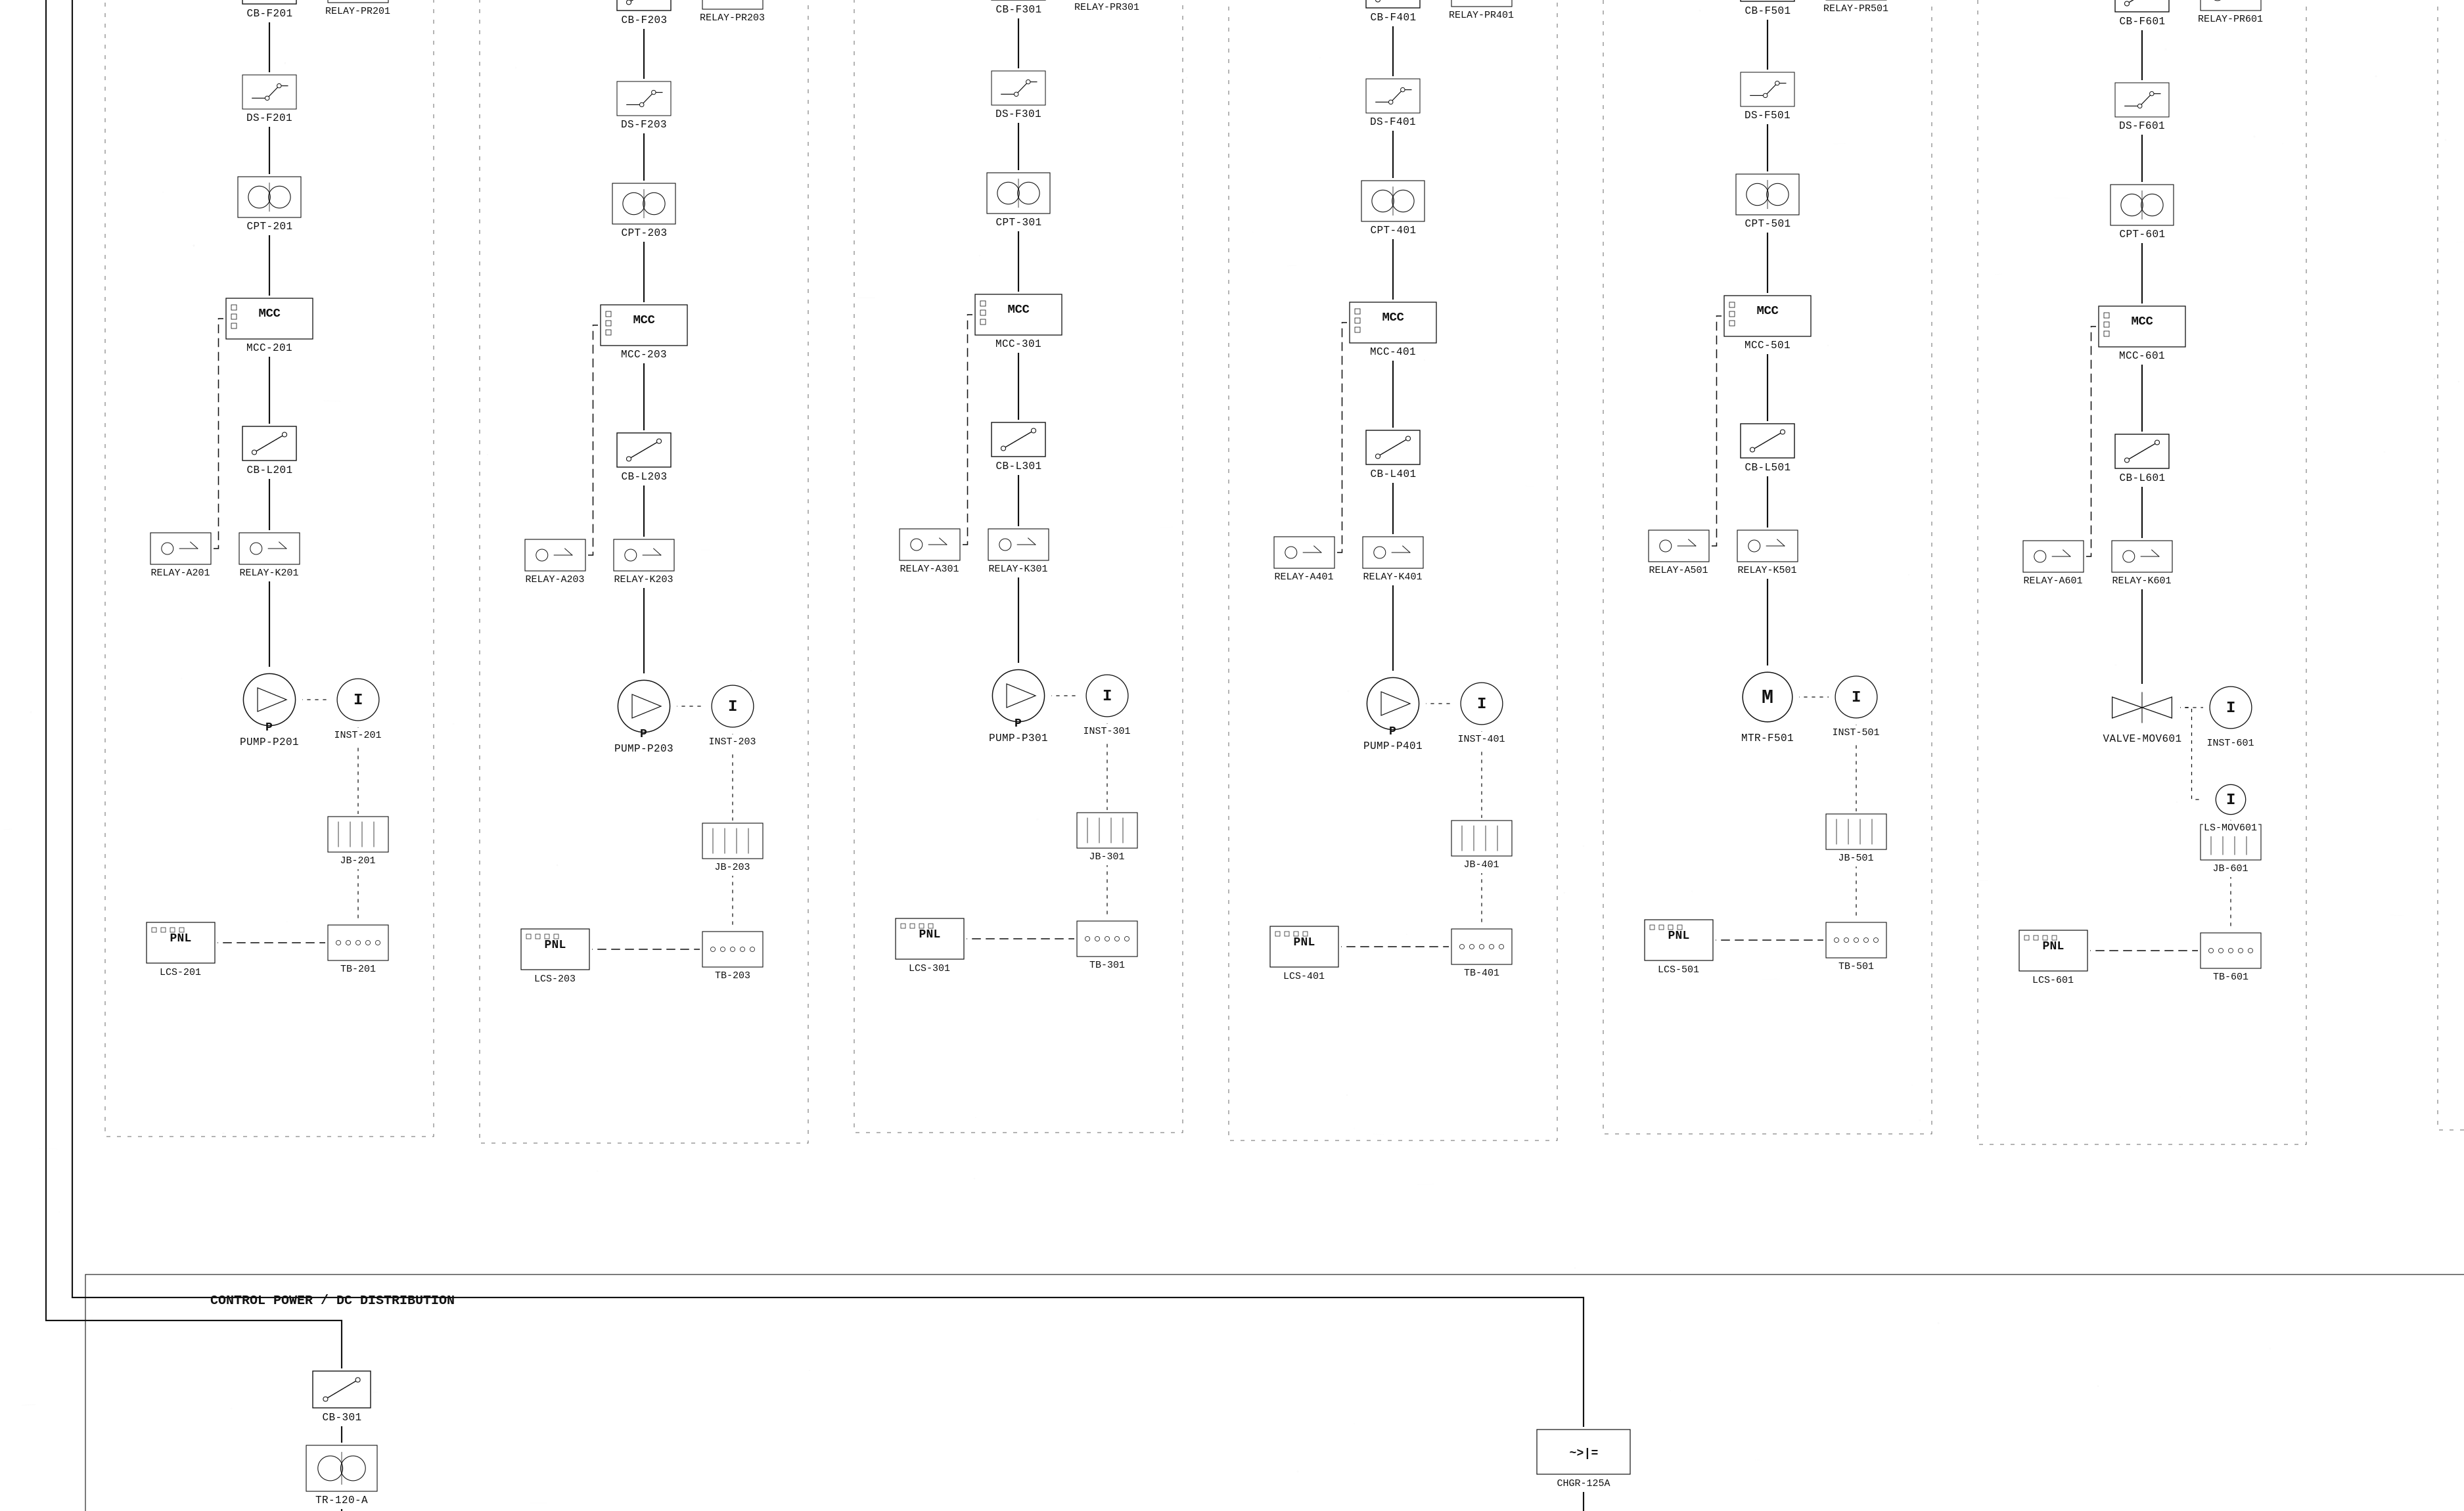 CB-F201 RELAY-PR201 CB-F203 RELAY-PR203 CB-F301 RELAY-PR301 CB-F401 RELAY-PR401 CB-F501 RELAY-PR501 CB-F601 RELAY-PR601
DS-F201 DS-F203 DS-F301 DS-F401 DS-F501 DS-F601
CPT-201 CPT-203 CPT-301 CPT-401 CPT-501 CPT-601
MCC MCC MCC MCC MCC MCC
MCC-201 MCC-203 MCC-301 MCC-401 MCC-501 MCC-601
CB-L201 CB-L203 CB-L301 CB-L401 CB-L501 CB-L601
RELAY-A201 RELAY-K201 RELAY-A203 RELAY-K203 RELAY-A301 RELAY-K301 RELAY-A401 RELAY-K401 RELAY-A501 RELAY-K501 RELAY-A601 RELAY-K601
I I I I M I I
P P P P
PUMP-P201 INST-201 PUMP-P203 INST-203 PUMP-P301 INST-301 PUMP-P401 INST-401 MTR-F501 INST-501 VALVE-MOV601 INST-601
I
LS-MOV601
JB-201 JB-203 JB-301 JB-401 JB-501 JB-601
PNL PNL PNL PNL PNL PNL
LCS-201 TB-201 LCS-203 TB-203 LCS-301 TB-301 LCS-401 TB-401 LCS-501 TB-501 LCS-601 TB-601
CONTROL POWER / DC DISTRIBUTION
CB-301
~>|=
CHGR-125A
TR-120-A